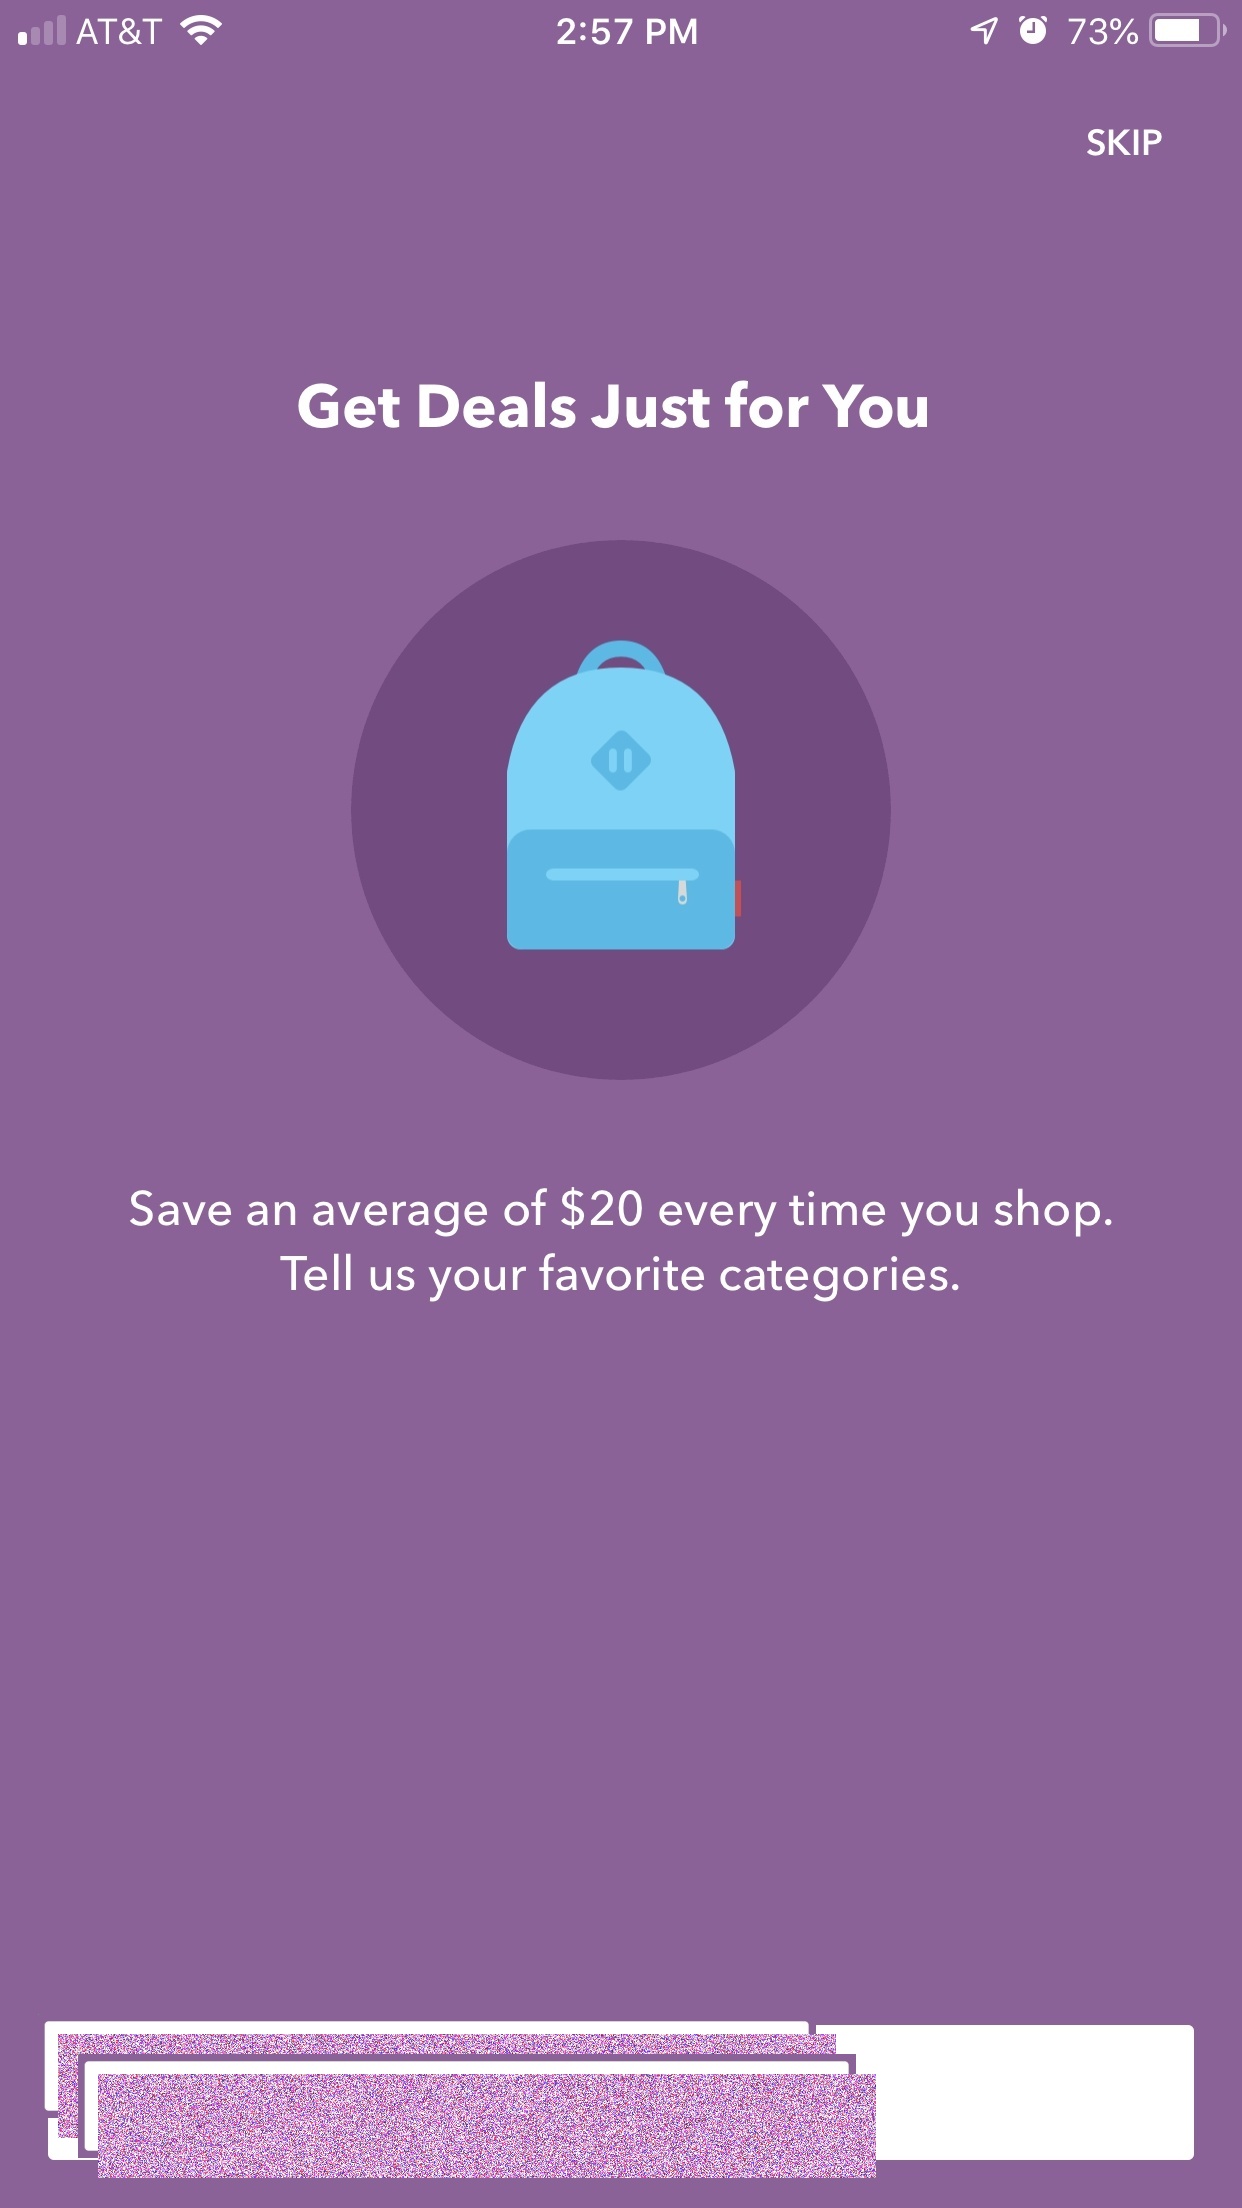 AT&T 2:57 PM 73%
SKIP
Get Deals Just for You
Save an average of $20 every time you shop.
Tell us your favorite categories.